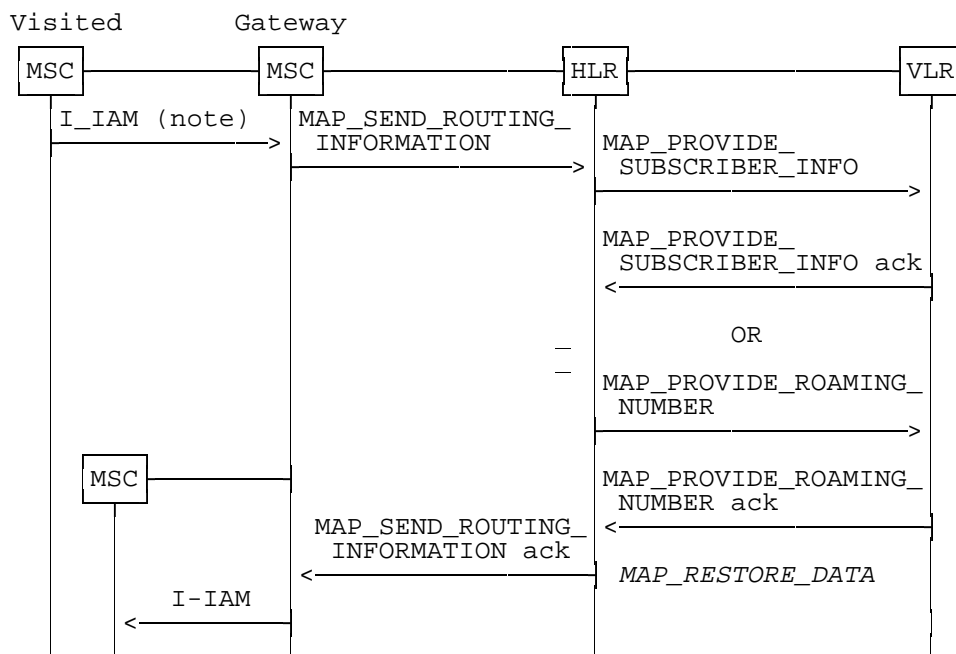 Visited Gateway
MSC MSC HLR VLR
I_IAM (note) MAP_SEND_ROUTING_
INFORMATION
MAP_PROVIDE_
SUBSCRIBER_INFO
MAP_PROVIDE_
SUBSCRIBER_INFO ack
OR
MAP_PROVIDE_ROAMING_
NUMBER
MSC
MAP_PROVIDE_ROAMING_
NUMBER ack
MAP_SEND_ROUTING_
INFORMATION ack
MAP_RESTORE_DATA
I-IAM